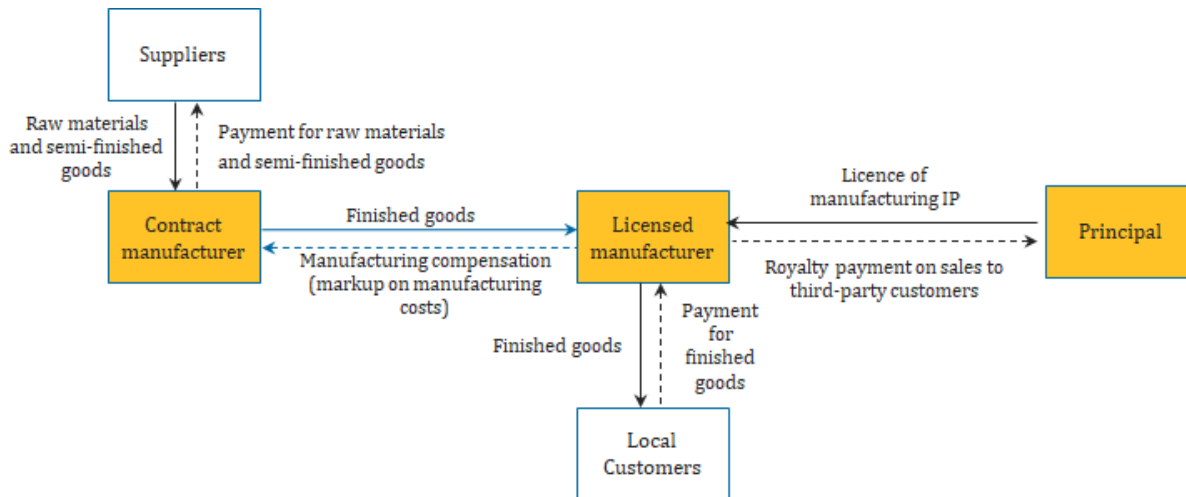 Suppliers
Raw materials
and semi-finished
goods
Payment for raw materials
and semi-finished goods
Contract
manufacturer
Finished goods
Manufacturing compensation
(markup on manufacturing
costs)
Licensed
manufacturer
Licence of
manufacturing IP
Royalty payment on sales to
third-party customers
Principal
Finished goods
Payment
for
finished
goods
Local
Customers